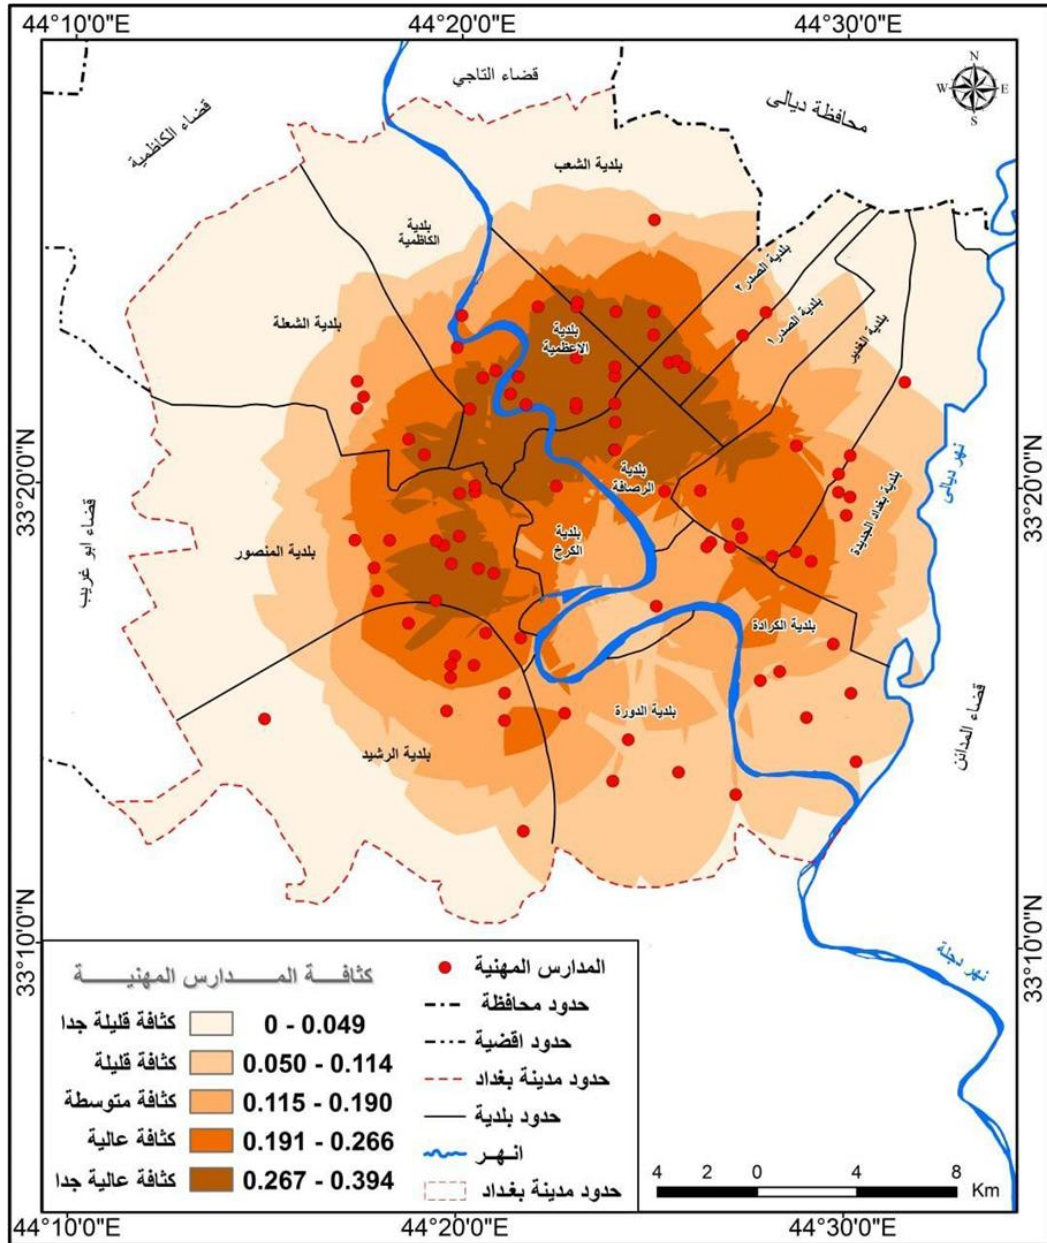 44°10'0"E
44°20'0"E
44°30'0"E
N
W E
S
قضاء التاجي
محافظة ديالى
قضاء الكاظمية
بلدية الشعب
بلدية
الكاظمية
بلدية الصدر ٢
بلدية الصدر ١
بلدية الغدير
بلدية الشعلة
بلدية
الاعظمية
33°20'0"N
33°20'0"N
نهر ديالى
بلدية
الرصافة
بلدية بغداد الجديدة
بلدية
الكرخ
بلدية المنصور
قضاء ابو غريب
بلدية الكرادة
قضاء المدائن
بلدية الدورة
بلدية الرشيد
33°10'0"N
33°10'0"N
نهر دجلة
كثافة المدارس المهنية
كثافة قليلة جدا 0 - 0.049
كثافة قليلة 0.050 - 0.114
كثافة متوسطة 0.115 - 0.190
كثافة عالية 0.191 - 0.266
كثافة عالية جدا 0.267 - 0.394
المدارس المهنية
حدود محافظة
حدود اقضية
حدود مدينة بغداد
حدود بلدية
انهر
حدود مدينة بغداد
4 2 0 4 8
Km
44°10'0"E
44°20'0"E
44°30'0"E